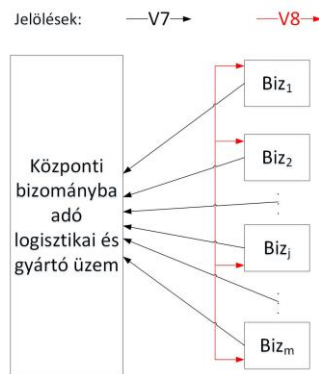 Jelölések: V7 V8
Központi
bizományba
adó
logisztikai és
gyártó üzem
Biz₁
Biz₂
Bizⱼ
Bizₘ